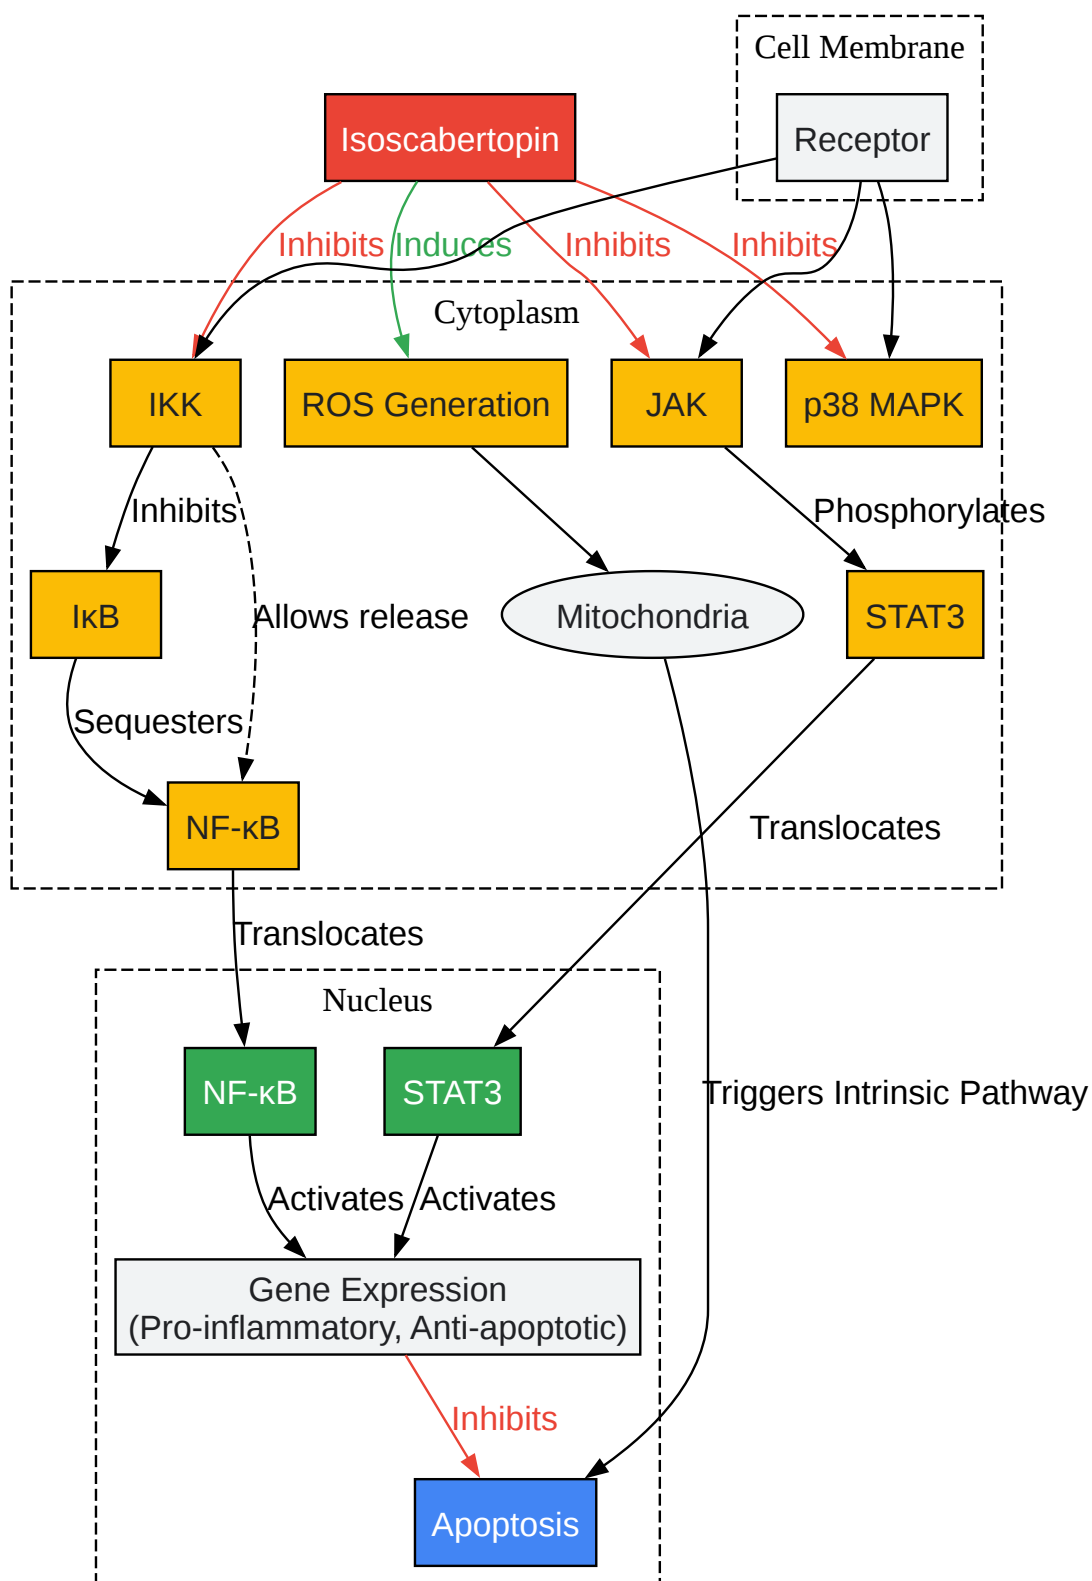 Cell Membrane
Isoscabertopin
Receptor
Inhibits
Induces
Inhibits
Inhibits
Cytoplasm
IKK
ROS Generation
JAK
p38 MAPK
Inhibits
Phosphorylates
IκB
Allows release
Mitochondria
STAT3
Sequesters
NF-κB
Translocates
Translocates
Nucleus
NF-κB
STAT3
Triggers Intrinsic Pathway
Activates
Activates
Gene Expression
(Pro-inflammatory, Anti-apoptotic)
Inhibits
Apoptosis